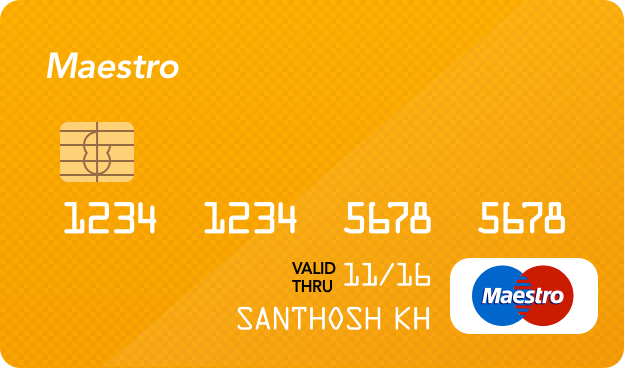 Maestro
1234 1234 5678 5678
VALID THRU 11/16
SANTHOSH KH
Maestro